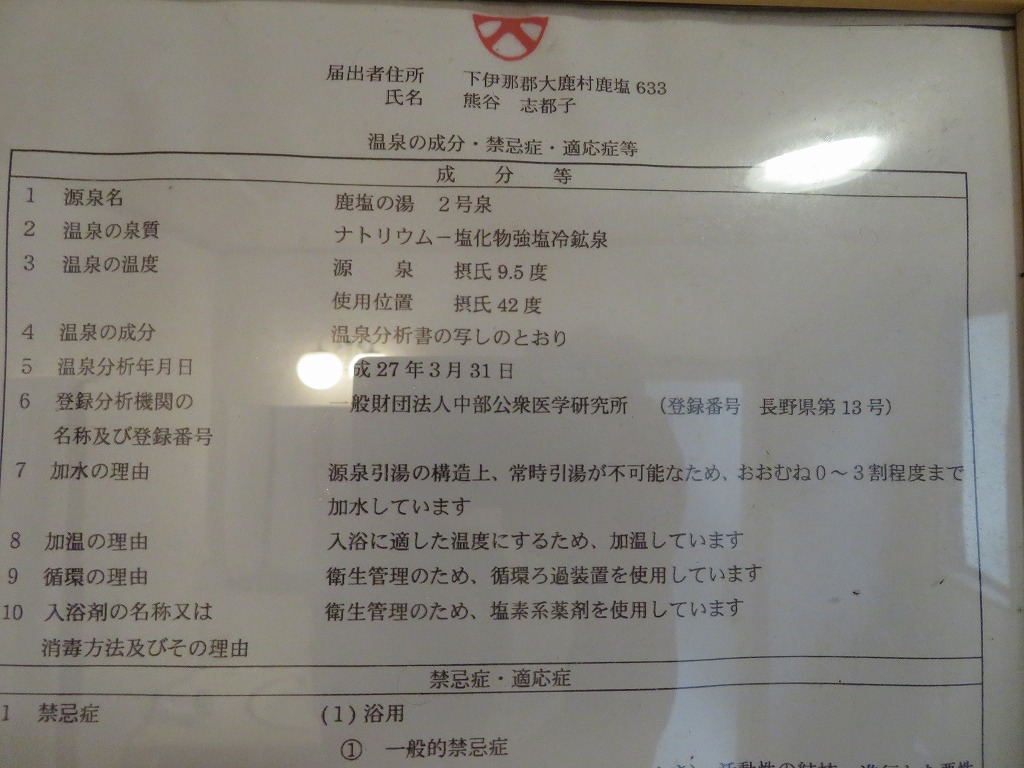 届出者住所 下伊那郡大鹿村鹿塩 633
氏名 熊谷 志都子
温泉の成分・禁忌症・適応症等
成 分 等
1 源泉名 鹿塩の湯 2号泉
2 温泉の泉質 ナトリウム－塩化物強塩冷鉱泉
3 温泉の温度 源 泉 摂氏 9.5 度
使用位置 摂氏 42 度
4 温泉の成分 温泉分析書の写しのとおり
5 温泉分析年月日 成 27 年 3 月 31 日
6 登録分析機関の 一般財団法人中部公衆医学研究所 （登録番号 長野県第 13 号）
名称及び登録番号
7 加水の理由 源泉引湯の構造上、常時引湯が不可能なため、おおむね0～3割程度まで
加水しています
8 加温の理由 入浴に適した温度にするため、加温しています
9 循環の理由 衛生管理のため、循環ろ過装置を使用しています
10 入浴剤の名称又は 衛生管理のため、塩素系薬剤を使用しています
消毒方法及びその理由
禁忌症・適応症
1 禁忌症 (1) 浴用
① 一般的禁忌症